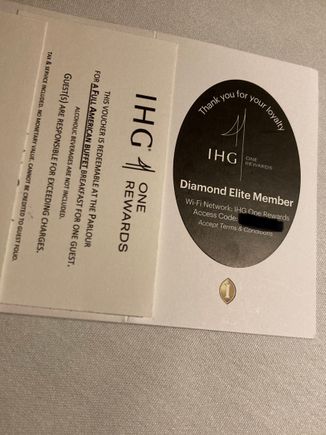 IHG
ONE
REWARDS
THIS VOUCHER IS REDEEMABLE AT THE PARLOUR
FOR A FULL AMERICAN BUFFET BREAKFAST FOR ONE GUEST.
ALCOHOLIC BEVERAGES ARE NOT INCLUDED.
GUEST(S) ARE RESPONSIBLE FOR EXCEEDING CHARGES.
TAX & SERVICE INCLUDED. NO MONETARY VALUE. CANNOT BE CREDITED TO GUEST FOLIO.
Thank you for your loyalty
IHG
ONE
REWARDS
Diamond Elite Member
Wi-Fi Network: IHG One Rewards
Access Code:
Accept Terms & Conditions